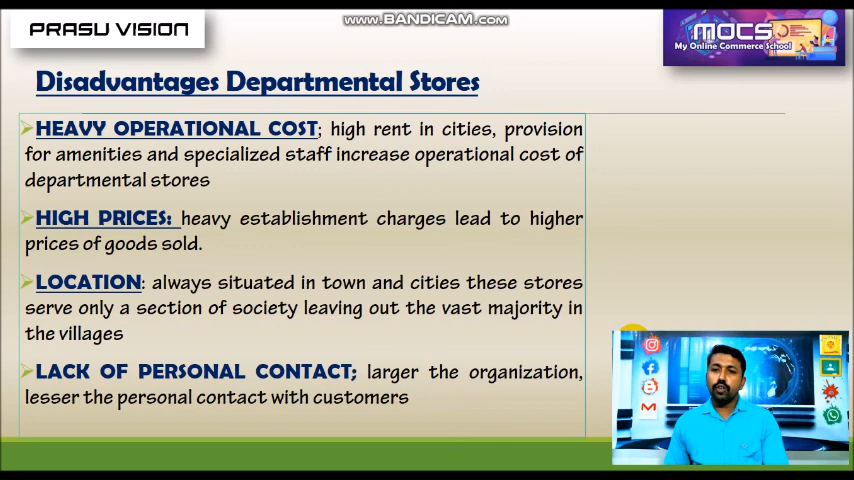 www.BANDICAM.com
PRASU VISION
MOCS
My Online Commerce School
Disadvantages Departmental Stores
HEAVY OPERATIONAL COST; high rent in cities, provision
for amenities and specialized staff increase operational cost of
departmental stores
HIGH PRICES: heavy establishment charges lead to higher
prices of goods sold.
LOCATION: always situated in town and cities these stores
serve only a section of society leaving out the vast majority in
the villages
LACK OF PERSONAL CONTACT; larger the organization,
lesser the personal contact with customers